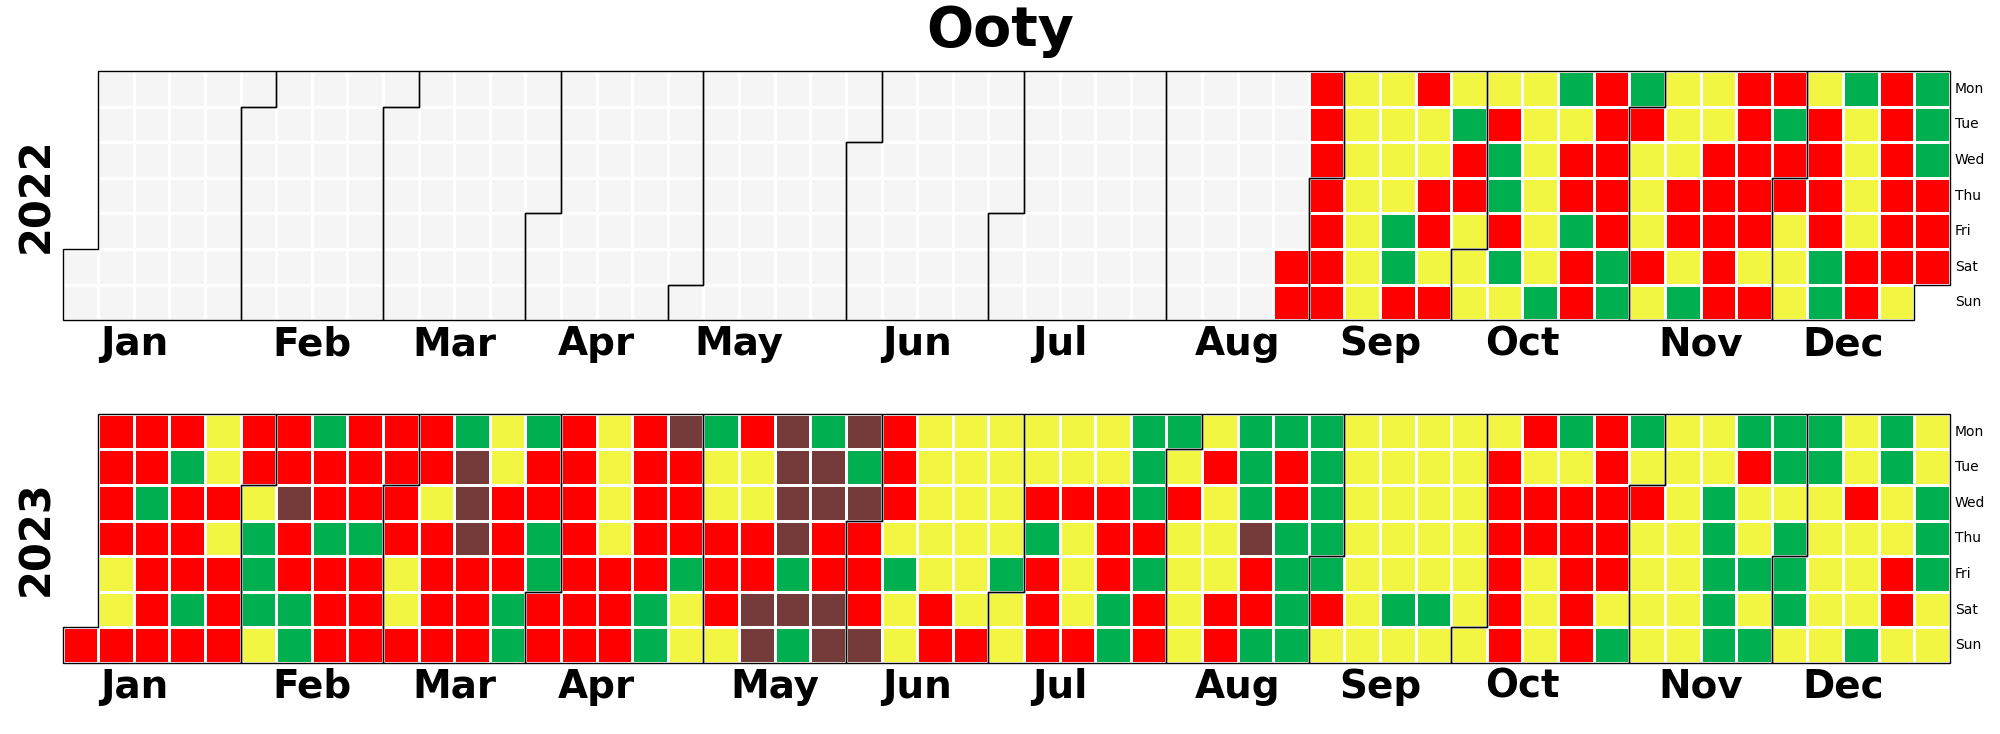 Ooty
2022
Mon
Tue
Wed
Thu
Fri
Sat
Sun
Jan Feb Mar Apr May Jun Jul Aug Sep Oct Nov Dec
2023
Mon
Tue
Wed
Thu
Fri
Sat
Sun
Jan Feb Mar Apr May Jun Jul Aug Sep Oct Nov Dec